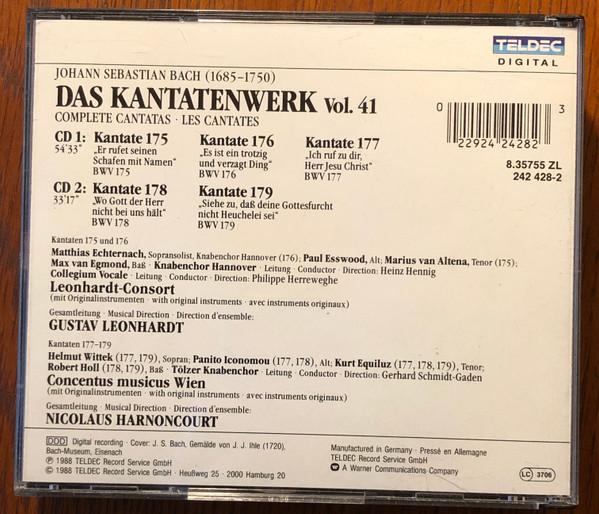 TELDEC
DIGITAL
JOHANN SEBASTIAN BACH (1685–1750)
DAS KANTATENWERK Vol. 41
COMPLETE CANTATAS · LES CANTATES
0 22924 24282 3
8.35755 ZL
242 428-2
CD 1: Kantate 175
54'33" „Er rufet seinen
Schafen mit Namen"
BWV 175
Kantate 176
„Es ist ein trotzig
und verzagt Ding"
BWV 176
Kantate 177
„Ich ruf zu dir,
Herr Jesu Christ"
BWV 177
CD 2: Kantate 178
33'17" „Wo Gott der Herr
nicht bei uns hält"
BWV 178
Kantate 179
„Siehe zu, daß deine Gottesfurcht
nicht Heuchelei sei"
BWV 179
Kantaten 175 und 176
Matthias Echternach, Sopransolist, Knabenchor Hannover (176); Paul Esswood, Alt; Marius van Altena, Tenor (175);
Max van Egmond, Baß · Knabenchor Hannover · Leitung · Conductor · Direction: Heinz Hennig
Collegium Vocale · Leitung · Conductor · Direction: Philippe Herreweghe
Leonhardt-Consort
(mit Originalinstrumenten · with original instruments · avec instruments originaux)
Gesamtleitung · Musical Direction · Direction d'ensemble:
GUSTAV LEONHARDT
Kantaten 177–179
Helmut Wittek (177, 179), Sopran; Panito Iconomou (177, 178), Alt; Kurt Equiluz (177, 178, 179), Tenor;
Robert Holl (178, 179), Baß · Tölzer Knabenchor · Leitung · Conductor · Direction: Gerhard Schmidt-Gaden
Concentus musicus Wien
(mit Originalinstrumenten · with original instruments · avec instruments originaux)
Gesamtleitung · Musical Direction · Direction d'ensemble:
NICOLAUS HARNONCOURT
DDD Digital recording · Cover: J. S. Bach, Gemälde von J. J. Ihle (1720),
Bach-Museum, Eisenach
℗ 1988 TELDEC Record Service GmbH
© 1988 TELDEC Record Service GmbH · Heußweg 25 · 2000 Hamburg 20
Manufactured in Germany · Pressé en Allemagne
TELDEC Record Service GmbH
A Warner Communications Company
LC 3706